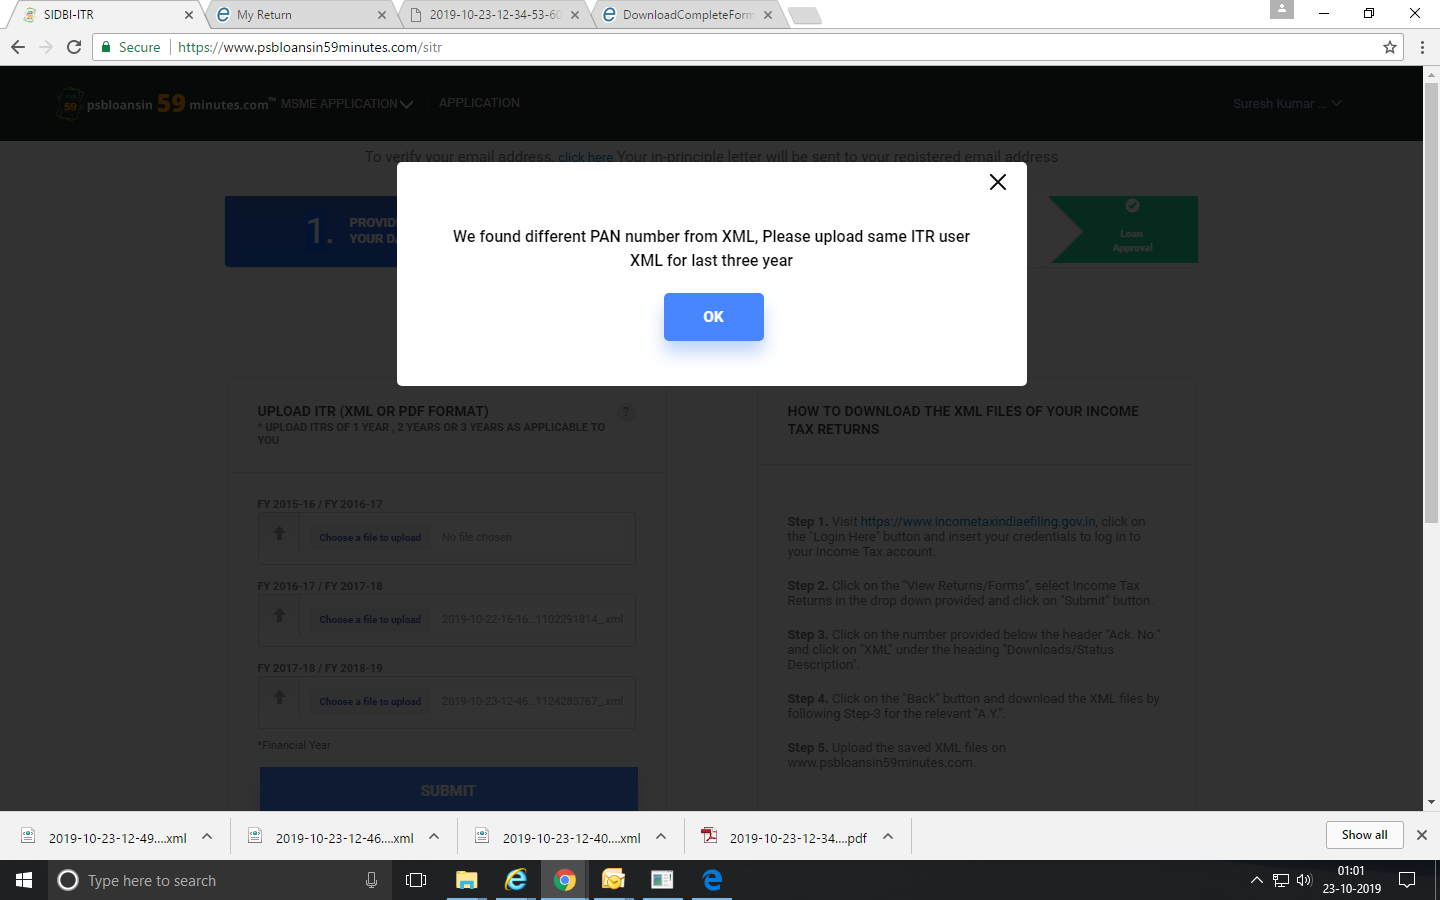 SIDBI-ITR
My Return
2019-10-23-12-34-53-60
DownloadCompleteForm
Secure
https://www.psbloansin59minutes.com/sitr
59 psbloansin 59 minutes.com™ MSME APPLICATION
APPLICATION
Suresh Kumar ...
To verify your email address, click here Your in-principle letter will be sent to your registered email address
1.
PROVID
YOUR DA
Loan
Approval
We found different PAN number from XML, Please upload same ITR user
XML for last three year
OK
UPLOAD ITR (XML OR PDF FORMAT)
?
* UPLOAD ITRS OF 1 YEAR , 2 YEARS OR 3 YEARS AS APPLICABLE TO
YOU
FY 2015-16 / FY 2016-17
Choose a file to upload No file chosen
FY 2016-17 / FY 2017-18
Choose a file to upload 2019-10-22-16-16...1102291814_.xml
FY 2017-18 / FY 2018-19
Choose a file to upload 2019-10-23-12-46...1124283767_.xml
*Financial Year
SUBMIT
HOW TO DOWNLOAD THE XML FILES OF YOUR INCOME
TAX RETURNS
Step 1. Visit https://www.incometaxindiaefiling.gov.in, click on
the "Login Here" button and insert your credentials to log in to
your Income Tax account.
Step 2. Click on the "View Returns/Forms", select Income Tax
Returns in the drop down provided and click on "Submit" button.
Step 3. Click on the number provided below the header "Ack. No."
and click on "XML" under the heading "Downloads/Status
Description".
Step 4. Click on the "Back" button and download the XML files by
following Step-3 for the relevant "A.Y.".
Step 5. Upload the saved XML files on
www.psbloansin59minutes.com.
2019-10-23-12-49....xml
2019-10-23-12-46....xml
2019-10-23-12-40....xml
2019-10-23-12-34....pdf
Show all
Type here to search
01:01
23-10-2019